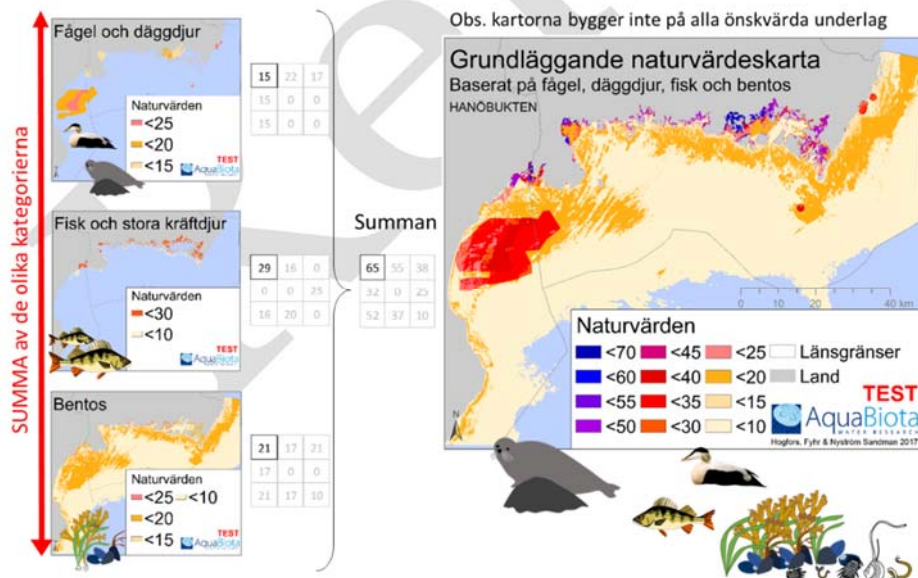 SUMMA av de olika kategorierna
Fågel och däggdjur
Naturvärden
<25
<20
<15
TEST
AquaBiota
15 22 17
15 0 0
15 0 0
Fisk och stora kräftdjur
Naturvärden
<30
<10
TEST
AquaBiota
29 16 0
0 0 25
16 20 0
Bentos
Naturvärden
<25 <10
<20
<15
TEST
AquaBiota
21 17 21
17 0 0
21 17 10
Summan
65 55 38
32 0 25
52 37 10
Obs. kartorna bygger inte på alla önskvärda underlag
Grundläggande naturvärdeskarta
Baserat på fågel, däggdjur, fisk och bentos
HANÖBUKTEN
0 10 20 40 km
N
Naturvärden
<70 <45 <25 Länsgränser
<60 <40 <20 Land
<55 <35 <15
<50 <30 <10
TEST
AquaBiota
WATER RESEARCH
Hogfors, Fyhr & Nyström Sandman 2017